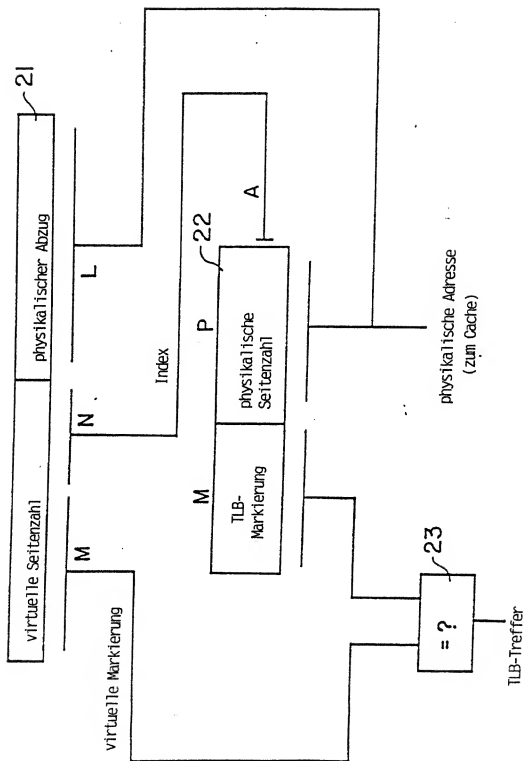 virtuelle Seitenzahl
physikalischer Abzug
21
M
N
L
virtuelle Markierung
Index
M
P
22
TLB-
Markierung
physikalische
Seitenzahl
A
= ?
23
TLB-Treffer
physikalische Adresse
(zum Cache)